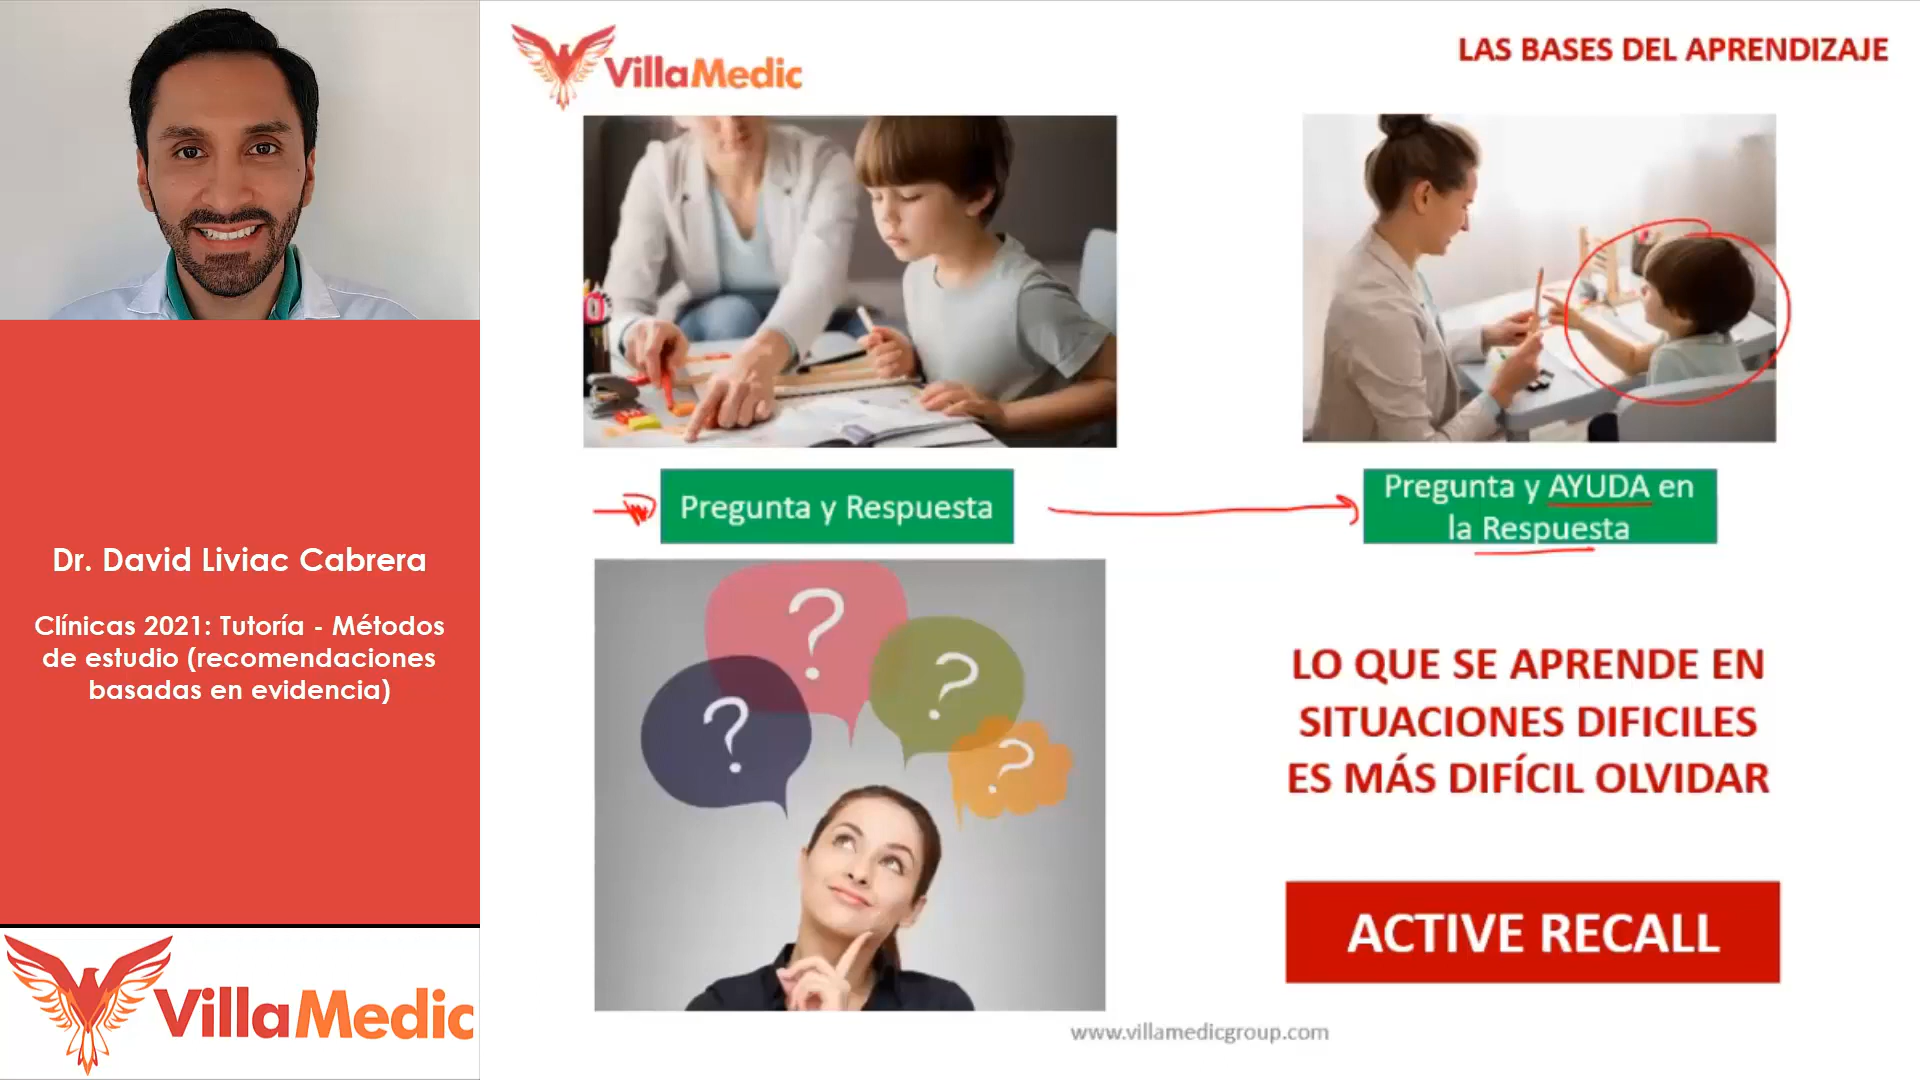 Dr. David Liviac Cabrera
Clínicas 2021: Tutoría - Métodos
de estudio (recomendaciones
basadas en evidencia)
VillaMedic
VillaMedic
LAS BASES DEL APRENDIZAJE
Pregunta y Respuesta
Pregunta y AYUDA en
la Respuesta
? ? ? ?
LO QUE SE APRENDE EN
SITUACIONES DIFICILES
ES MÁS DIFÍCIL OLVIDAR
ACTIVE RECALL
www.villamedicgroup.com